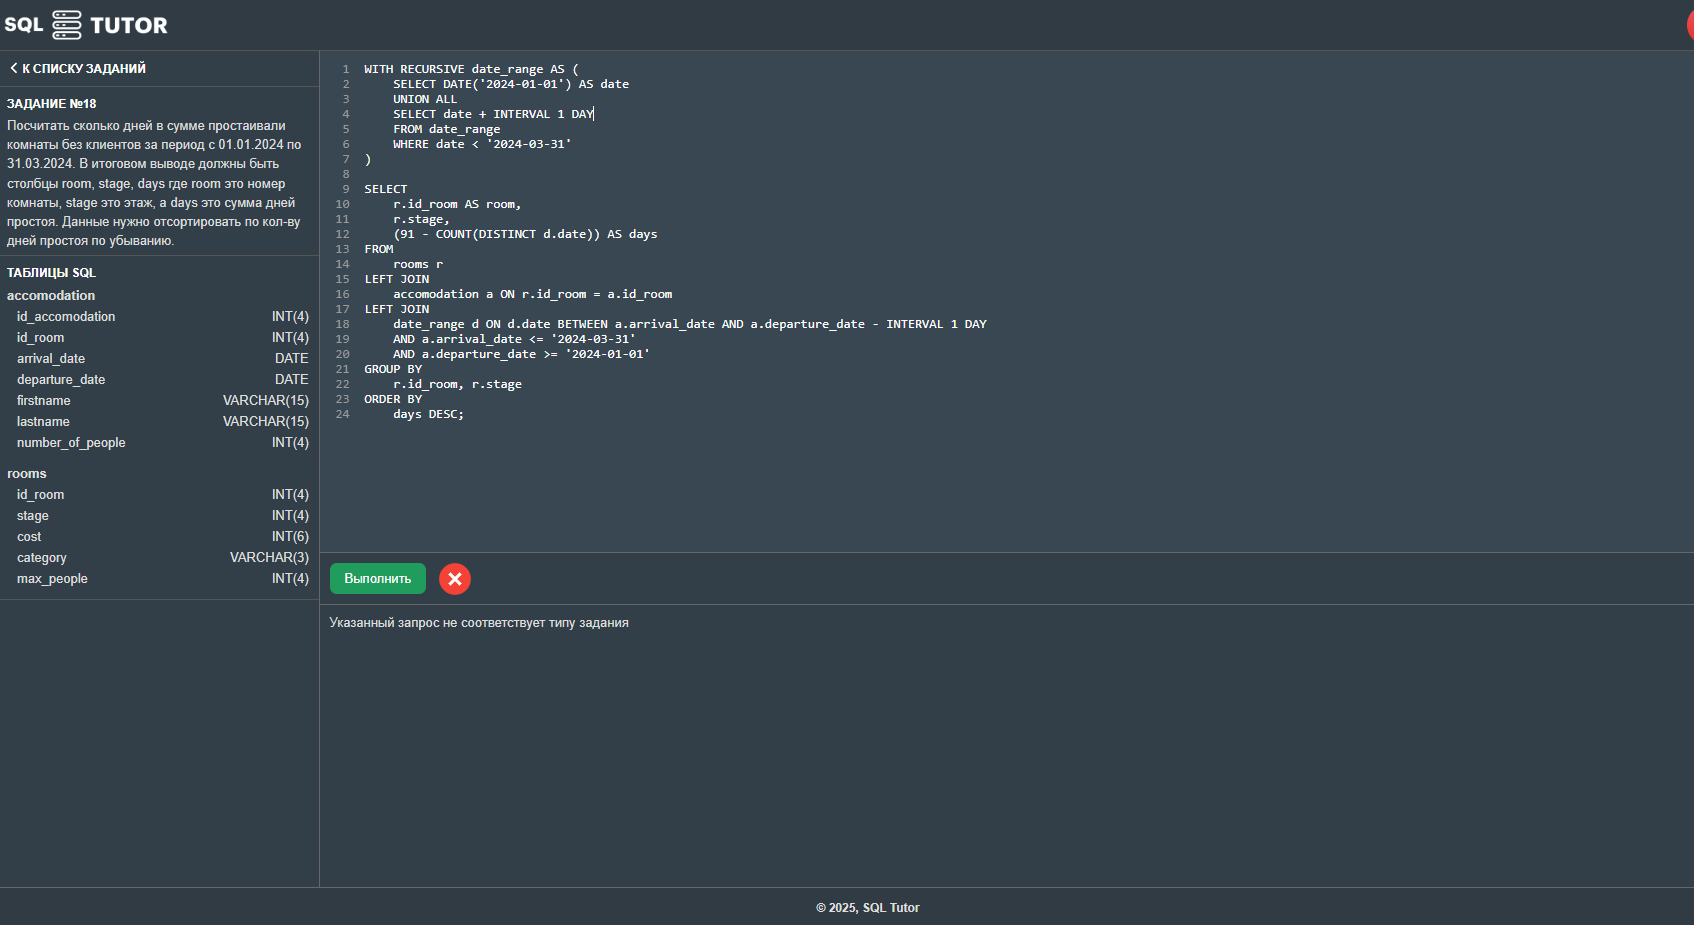 SQL TUTOR
К СПИСКУ ЗАДАНИЙ
ЗАДАНИЕ №18
Посчитать сколько дней в сумме простаивали
комнаты без клиентов за период с 01.01.2024 по
31.03.2024. В итоговом выводе должны быть
столбцы room, stage, days где room это номер
комнаты, stage это этаж, а days это сумма дней
простоя. Данные нужно отсортировать по кол-ву
дней простоя по убыванию.
ТАБЛИЦЫ SQL
accomodation
id_accomodation INT(4)
id_room INT(4)
arrival_date DATE
departure_date DATE
firstname VARCHAR(15)
lastname VARCHAR(15)
number_of_people INT(4)
rooms
id_room INT(4)
stage INT(4)
cost INT(6)
category VARCHAR(3)
max_people INT(4)
1 WITH RECURSIVE date_range AS (
2 SELECT DATE('2024-01-01') AS date
3 UNION ALL
4 SELECT date + INTERVAL 1 DAY
5 FROM date_range
6 WHERE date < '2024-03-31'
7 )
8
9 SELECT
10 r.id_room AS room,
11 r.stage,
12 (91 - COUNT(DISTINCT d.date)) AS days
13 FROM
14 rooms r
15 LEFT JOIN
16 accomodation a ON r.id_room = a.id_room
17 LEFT JOIN
18 date_range d ON d.date BETWEEN a.arrival_date AND a.departure_date - INTERVAL 1 DAY
19 AND a.arrival_date <= '2024-03-31'
20 AND a.departure_date >= '2024-01-01'
21 GROUP BY
22 r.id_room, r.stage
23 ORDER BY
24 days DESC;
Выполнить
Указанный запрос не соответствует типу задания
© 2025, SQL Tutor